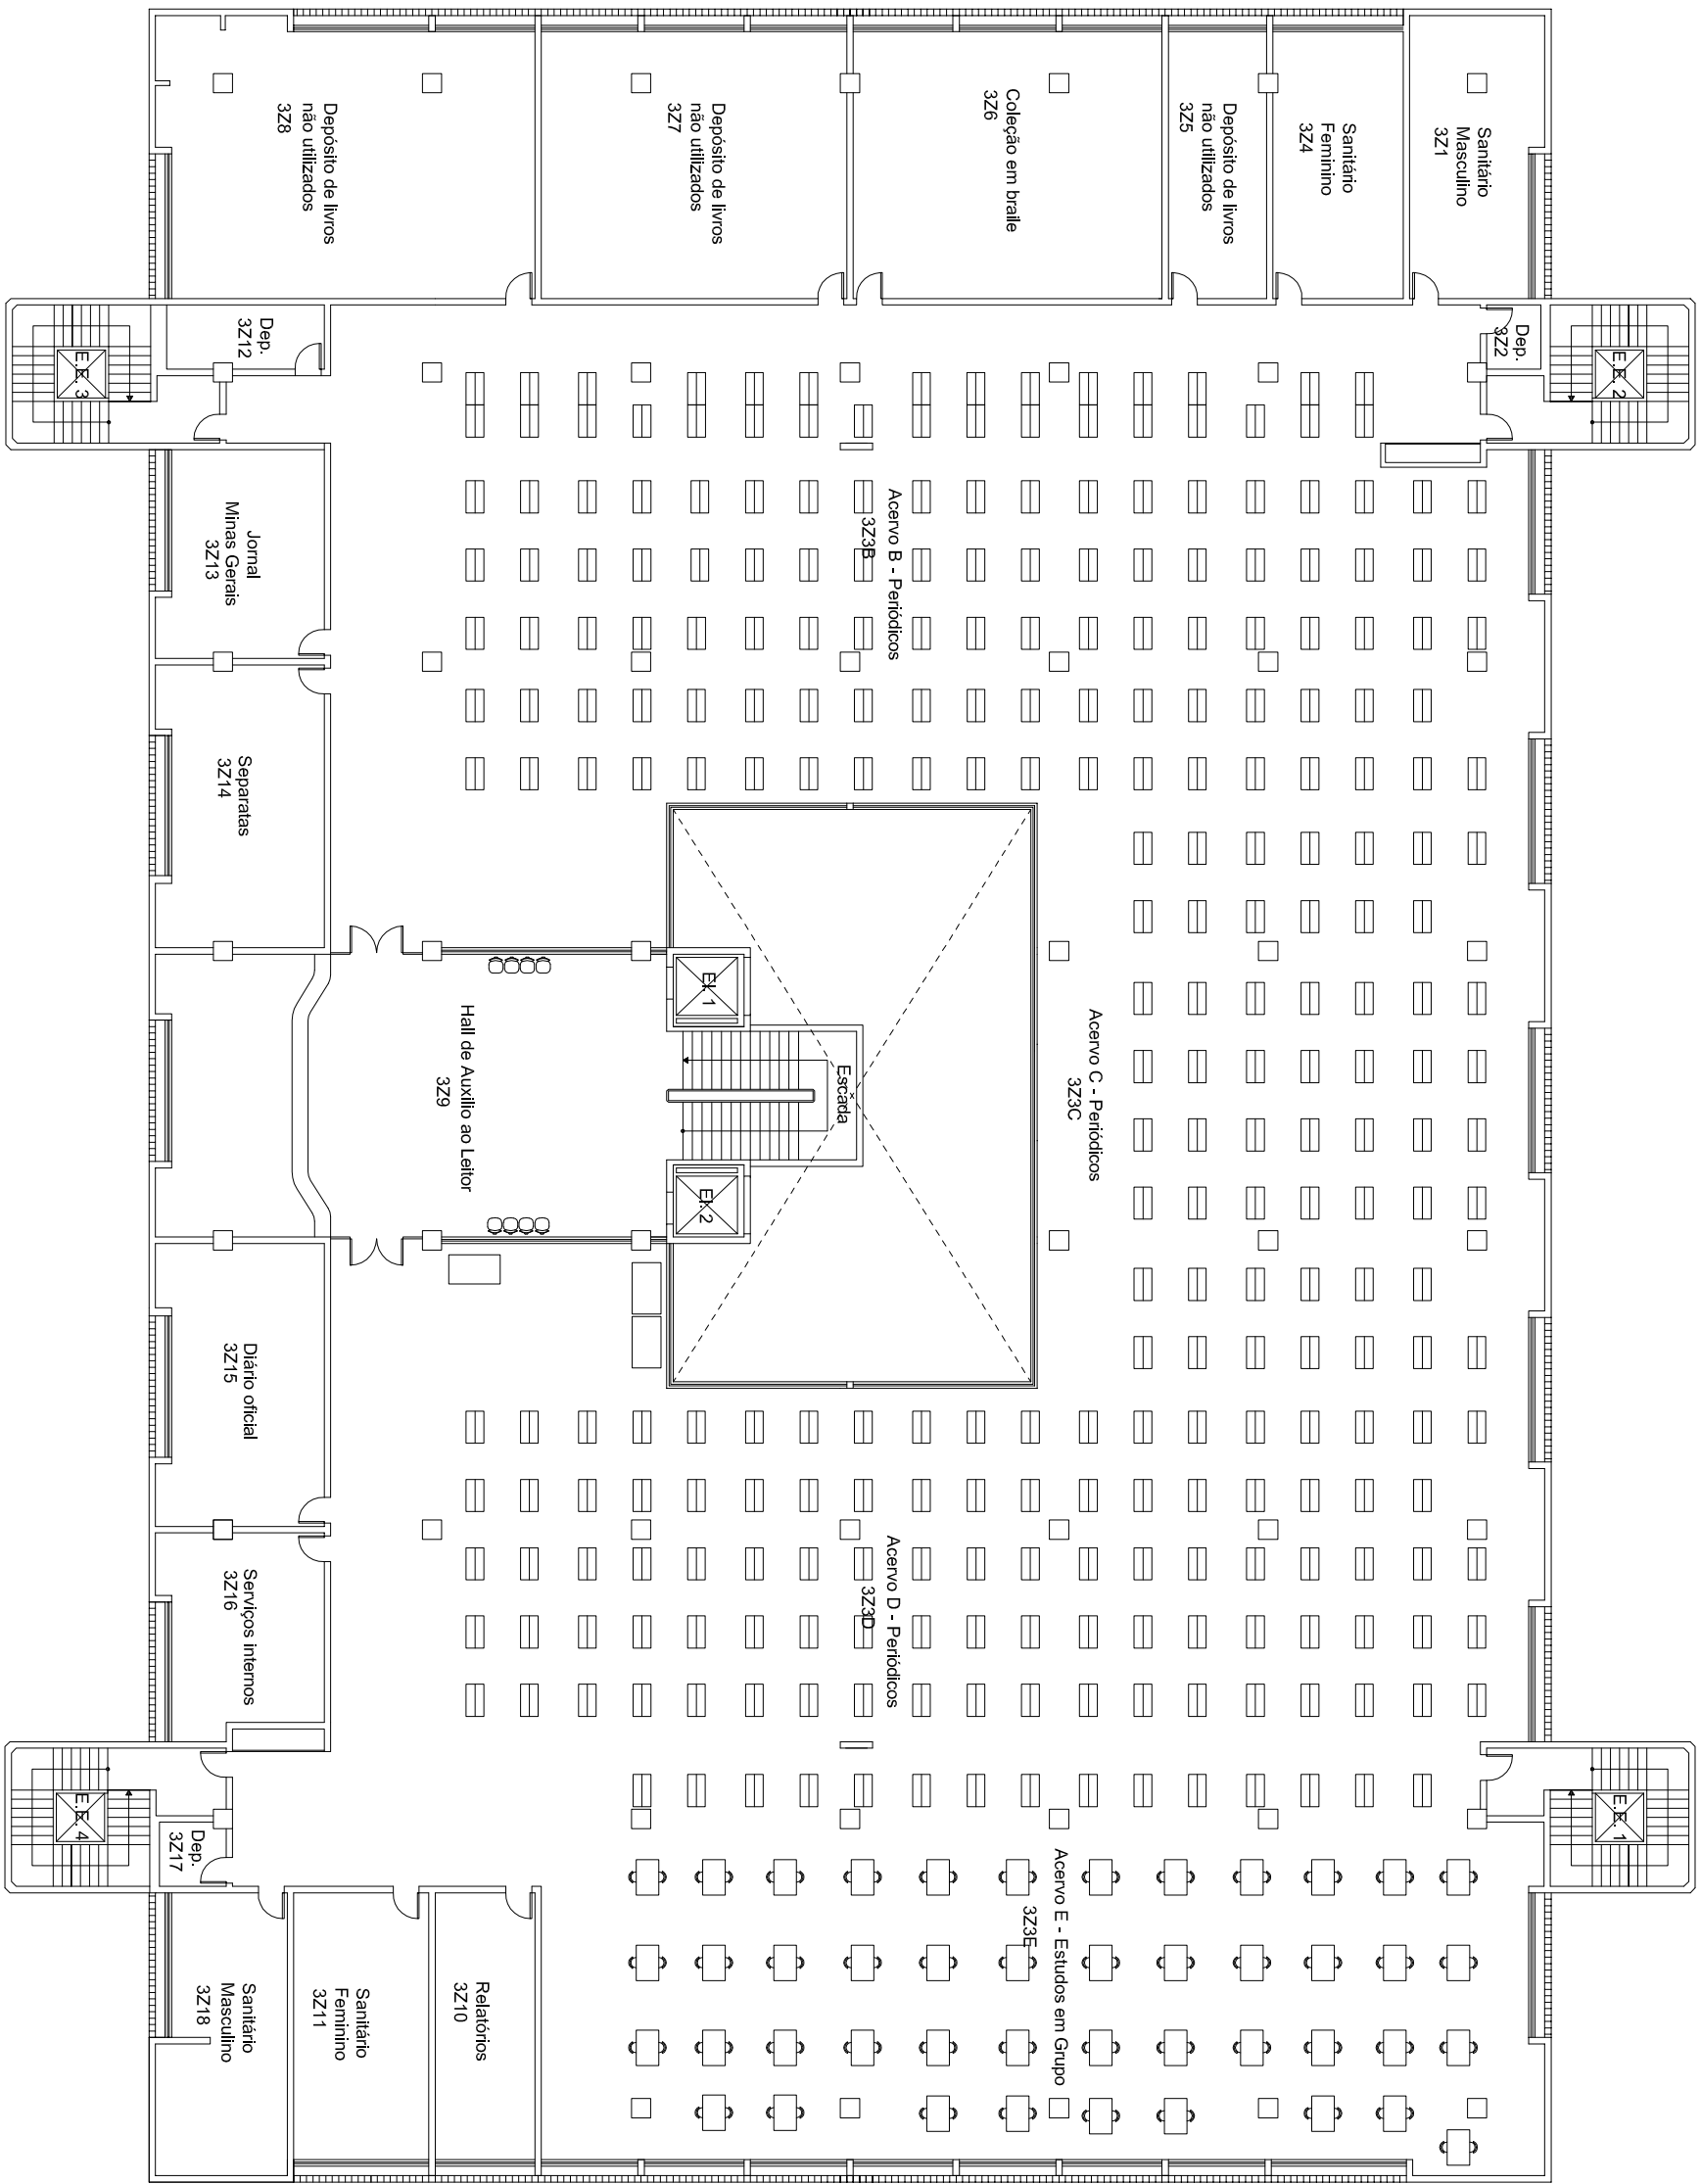 Sanitário
Masculino
3Z1
Sanitário
Feminino
3Z4
Depósito de livros
não utilizados
3Z5
Coleção em braile
3Z6
Depósito de livros
não utilizados
3Z7
Depósito de livros
não utilizados
3Z8
Dep.
3Z2
E.E. 2
Dep.
3Z12
E.E. 3
Acervo B - Periódicos
3Z3B
Jornal
Minas Gerais
3Z13
Separatas
3Z14
El. 1
Escada
El. 2
Hall de Auxilio ao Leitor
3Z9
Acervo C - Periódicos
3Z3C
Diário oficial
3Z15
Serviços internos
3Z16
Acervo D - Periódicos
3Z3D
E.E. 1
E.E. 4
Dep.
3Z17
Acervo E - Estudos em Grupo
3Z3E
Relatórios
3Z10
Sanitário
Feminino
3Z11
Sanitário
Masculino
3Z18